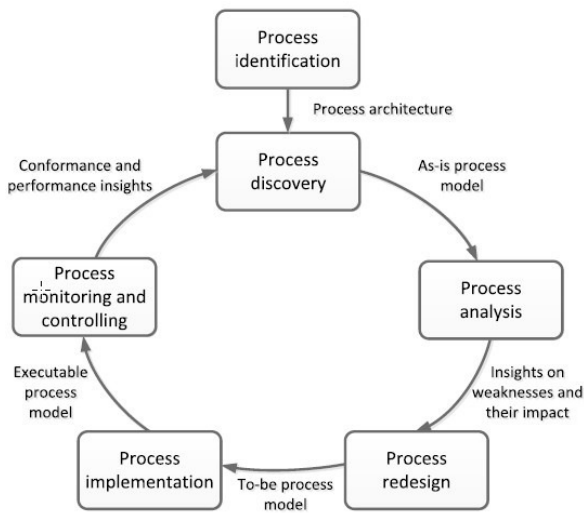 Process
identification
Process architecture
Process
discovery
As-is process
model
Process
analysis
Insights on
weaknesses and
their impact
Process
redesign
To-be process
model
Process
implementation
Executable
process
model
Process
monitoring and
controlling
Conformance and
performance insights